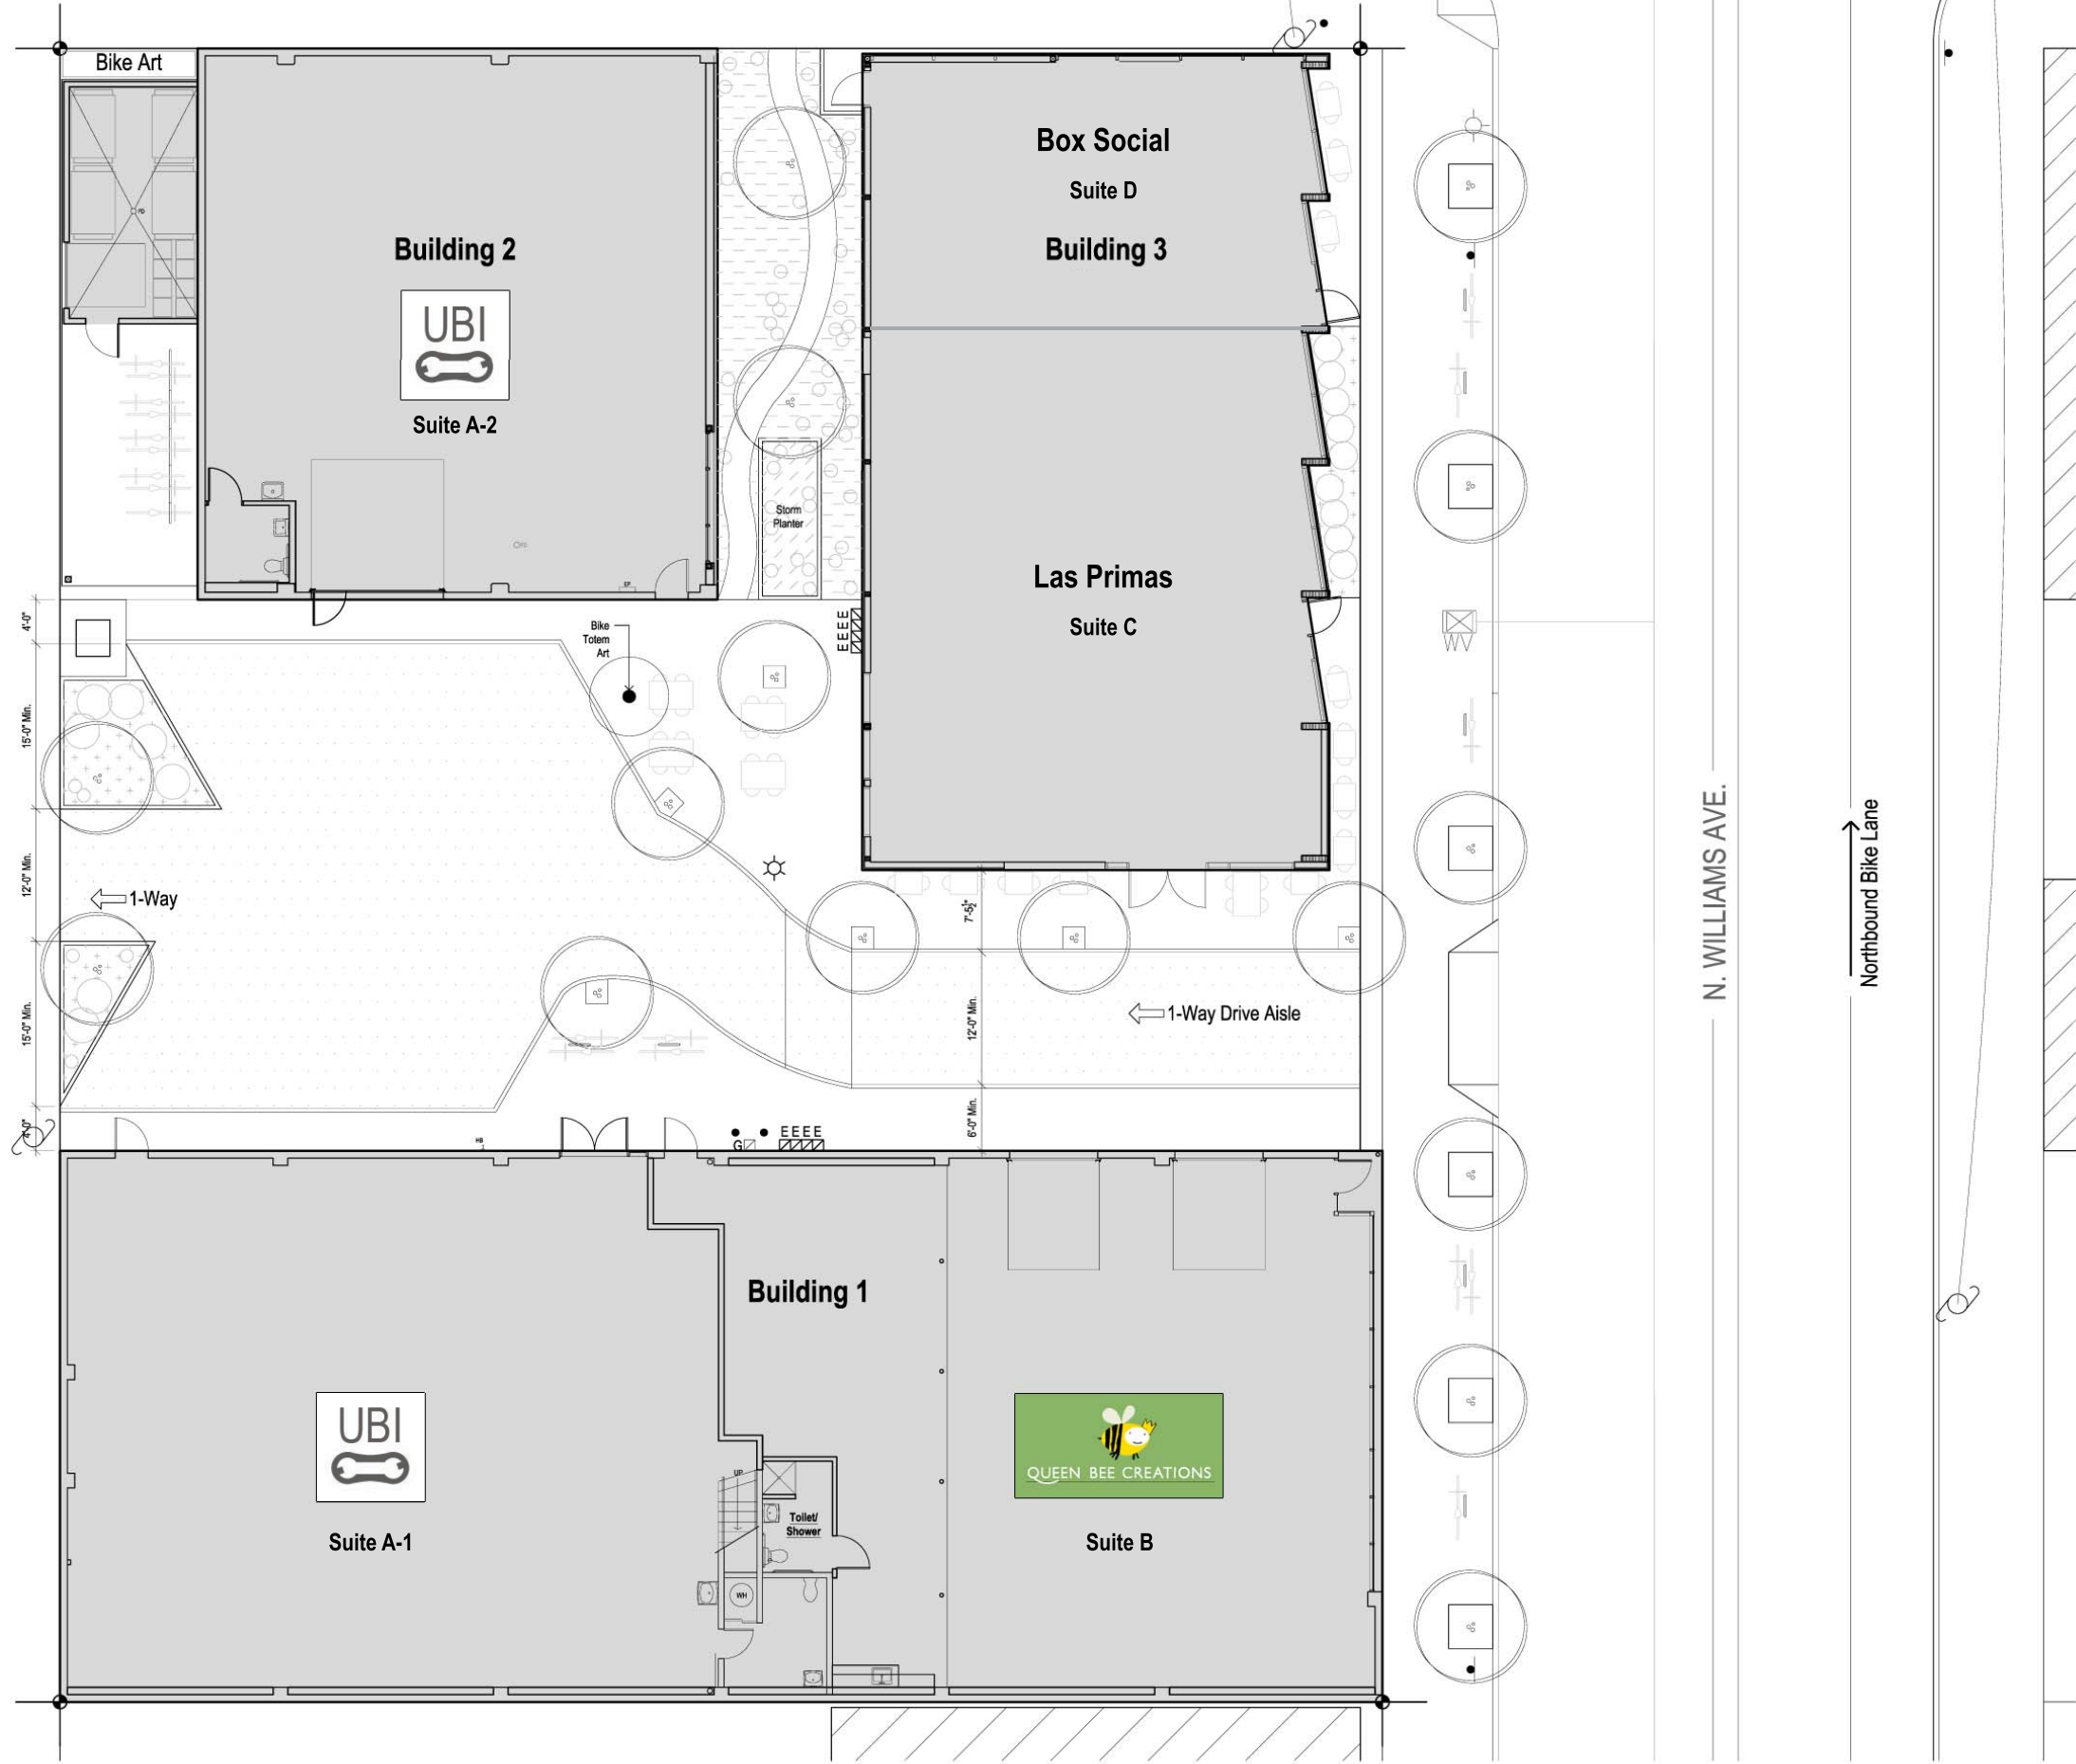 Bike Art
Box Social
Suite D
Building 2
Building 3
UBI
Suite A-2
Storm
Planter
Las Primas
Suite C
4'-0"
EEEE
Bike
Totem
Art
15'-0" Min.
12'-0" Min.
1-Way
7'-5½"
N. WILLIAMS AVE.
Northbound Bike Lane
15'-0" Min.
12'-0" Min.
1-Way Drive Aisle
4'-0"
6'-0" Min.
HB
G
EEEE
Building 1
UBI
Suite A-1
UP
Toilet/
Shower
WH
QUEEN BEE CREATIONS
Suite B